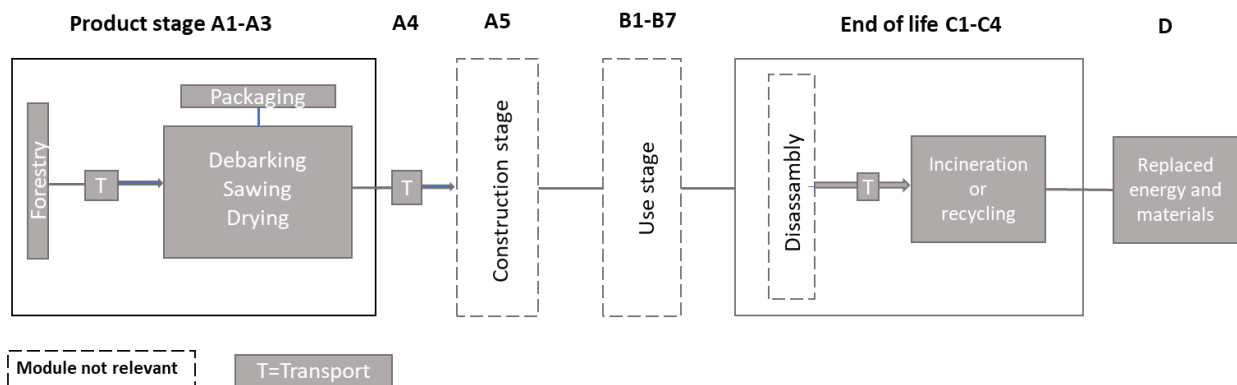 Product stage A1-A3
A4
A5
B1-B7
End of life C1-C4
D
Forestry
T
Packaging
Debarking
Sawing
Drying
T
Construction stage
Use stage
Disassambly
T
Incineration
or
recycling
Replaced
energy and
materials
Module not relevant
T=Transport